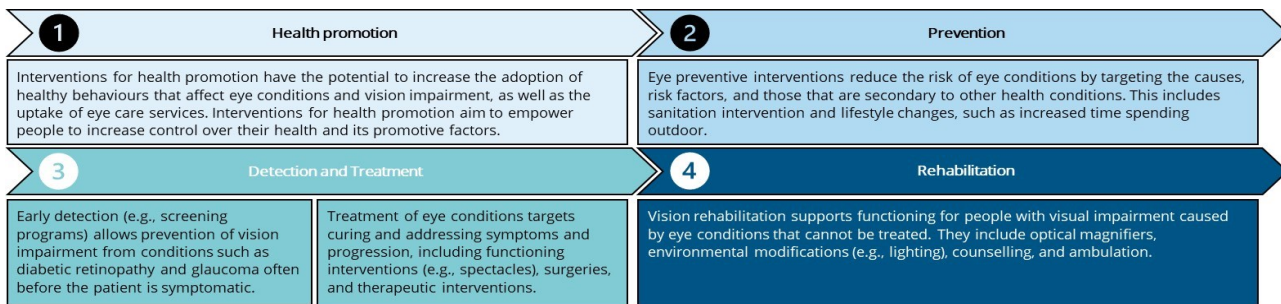 1
Health promotion
Interventions for health promotion have the potential to increase the adoption of
healthy behaviours that affect eye conditions and vision impairment, as well as the
uptake of eye care services. Interventions for health promotion aim to empower
people to increase control over their health and its promotive factors.
2
Prevention
Eye preventive interventions reduce the risk of eye conditions by targeting the causes,
risk factors, and those that are secondary to other health conditions. This includes
sanitation intervention and lifestyle changes, such as increased time spending
outdoor.
3
Detection and Treatment
Early detection (e.g., screening
programs) allows prevention of vision
impairment from conditions such as
diabetic retinopathy and glaucoma often
before the patient is symptomatic.
Treatment of eye conditions targets
curing and addressing symptoms and
progression, including functioning
interventions (e.g., spectacles), surgeries,
and therapeutic interventions.
4
Rehabilitation
Vision rehabilitation supports functioning for people with visual impairment caused
by eye conditions that cannot be treated. They include optical magnifiers,
environmental modifications (e.g., lighting), counselling, and ambulation.